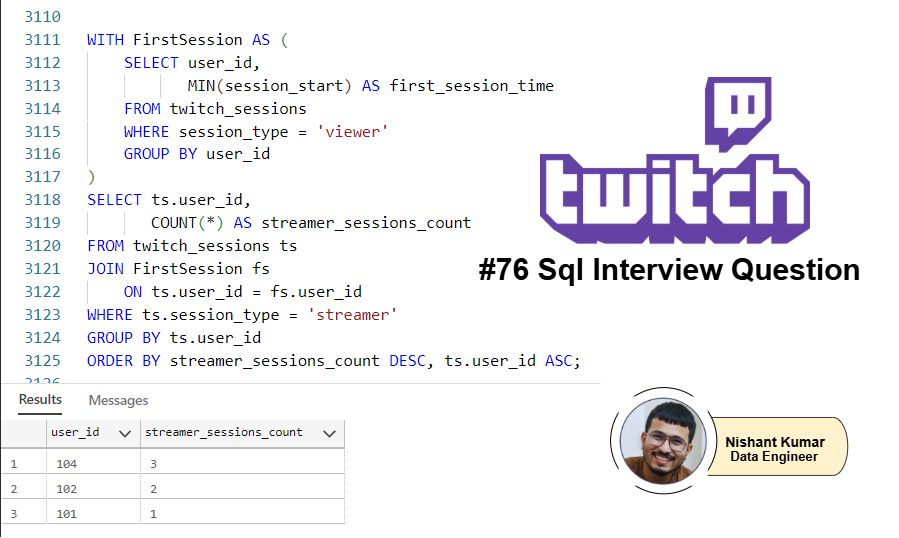 3110
3111 WITH FirstSession AS (
3112 SELECT user_id,
3113 MIN(session_start) AS first_session_time
3114 FROM twitch_sessions
3115 WHERE session_type = 'viewer'
3116 GROUP BY user_id
3117 )
3118 SELECT ts.user_id,
3119 COUNT(*) AS streamer_sessions_count
3120 FROM twitch_sessions ts
3121 JOIN FirstSession fs
3122 ON ts.user_id = fs.user_id
3123 WHERE ts.session_type = 'streamer'
3124 GROUP BY ts.user_id
3125 ORDER BY streamer_sessions_count DESC, ts.user_id ASC;
3126
twitch
#76 Sql Interview Question
Results Messages
user_id streamer_sessions_count
1 104 3
2 102 2
3 101 1
Nishant Kumar
Data Engineer